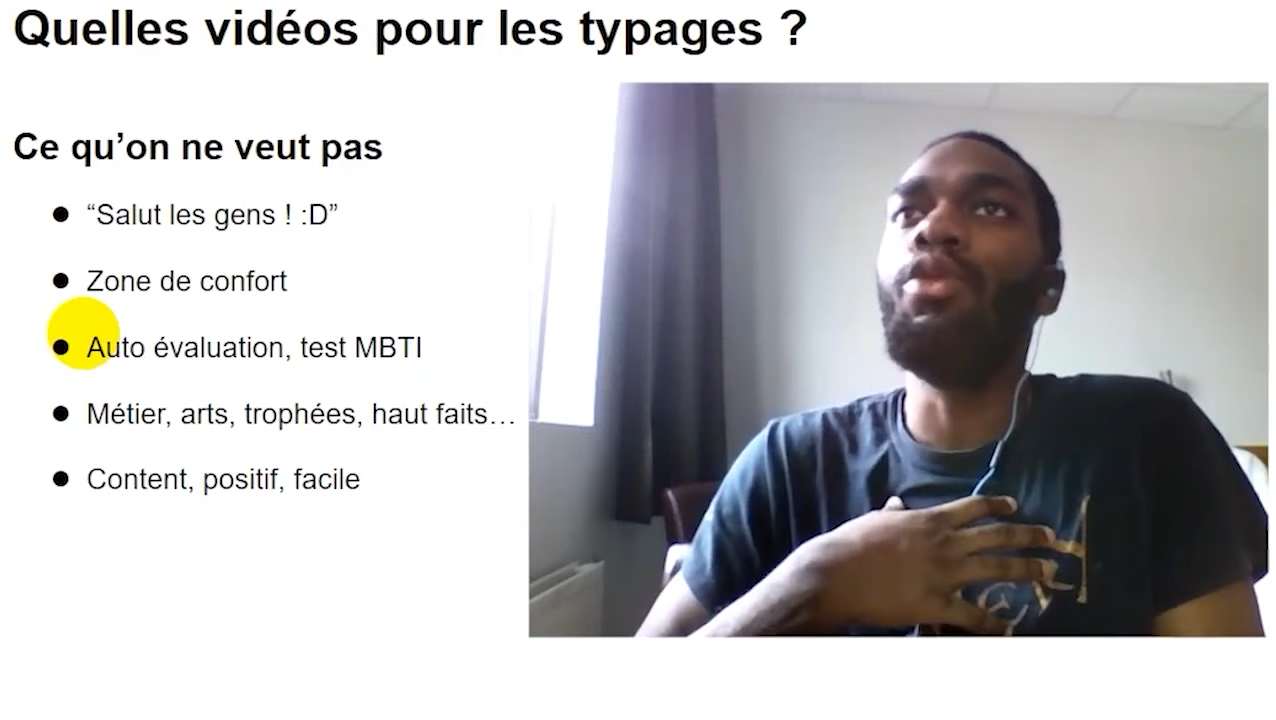 Quelles vidéos pour les typages ?
Ce qu’on ne veut pas
“Salut les gens ! :D”
Zone de confort
Auto évaluation, test MBTI
Métier, arts, trophées, haut faits…
Content, positif, facile